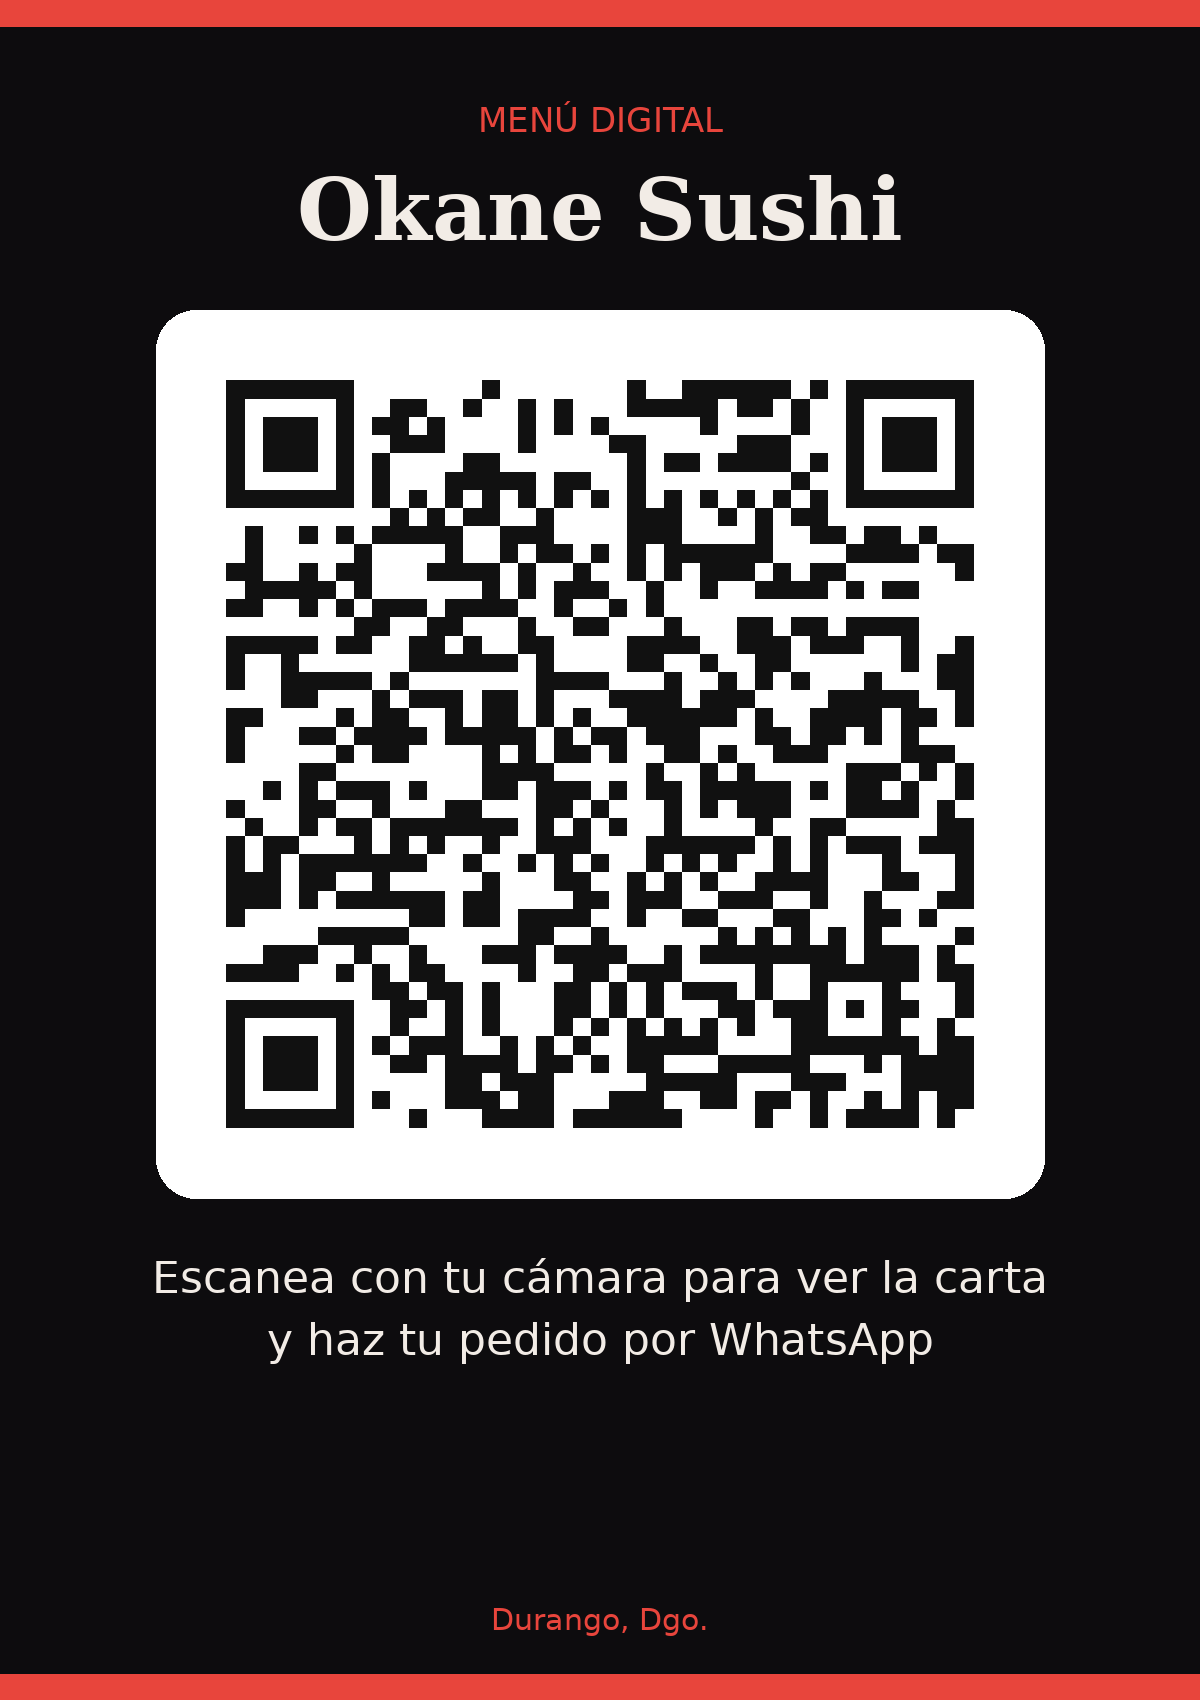 MENÚ DIGITAL
Okane Sushi
Escanea con tu cámara para ver la carta
y haz tu pedido por WhatsApp
Durango, Dgo.